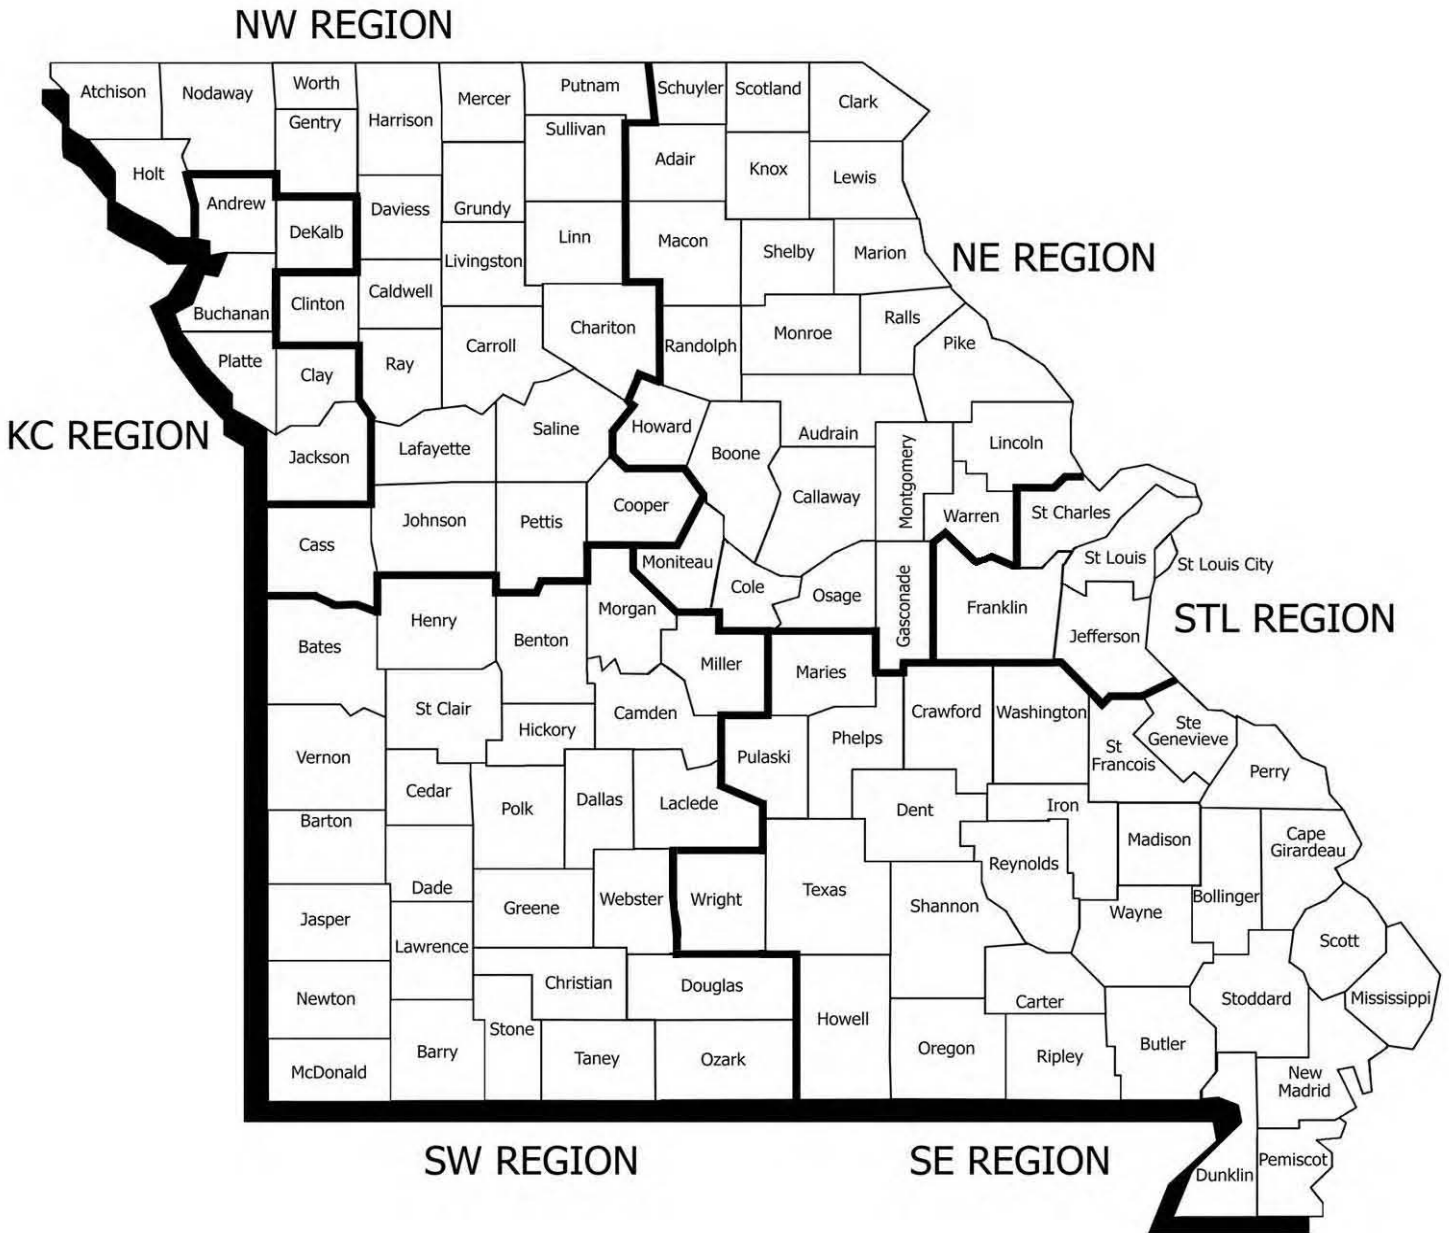 NW REGION
Atchison
Nodaway
Worth
Gentry
Harrison
Mercer
Putnam
Sullivan
Schuyler
Scotland
Clark
Adair
Knox
Lewis
Holt
Andrew
DeKalb
Daviess
Grundy
Linn
Macon
Shelby
Marion
NE REGION
Livingston
Buchanan
Clinton
Caldwell
Chariton
Randolph
Monroe
Ralls
Pike
Platte
Clay
Ray
Carroll
KC REGION
Jackson
Lafayette
Saline
Howard
Boone
Audrain
Montgomery
Lincoln
Callaway
Warren
St Charles
Cass
Johnson
Pettis
Cooper
Moniteau
Cole
Osage
Gasconade
Franklin
St Louis
St Louis City
Jefferson
STL REGION
Bates
Henry
Benton
Morgan
Miller
Maries
St Clair
Hickory
Camden
Pulaski
Phelps
Crawford
Washington
St
Francois
Ste
Genevieve
Perry
Vernon
Cedar
Polk
Dallas
Laclede
Dent
Iron
Madison
Cape
Girardeau
Barton
Dade
Greene
Webster
Wright
Texas
Shannon
Reynolds
Wayne
Bollinger
Scott
Jasper
Lawrence
Christian
Douglas
Howell
Carter
Stoddard
Mississippi
Newton
Stone
Barry
Taney
Ozark
Oregon
Ripley
Butler
New
Madrid
McDonald
SW REGION
SE REGION
Dunklin
Pemiscot